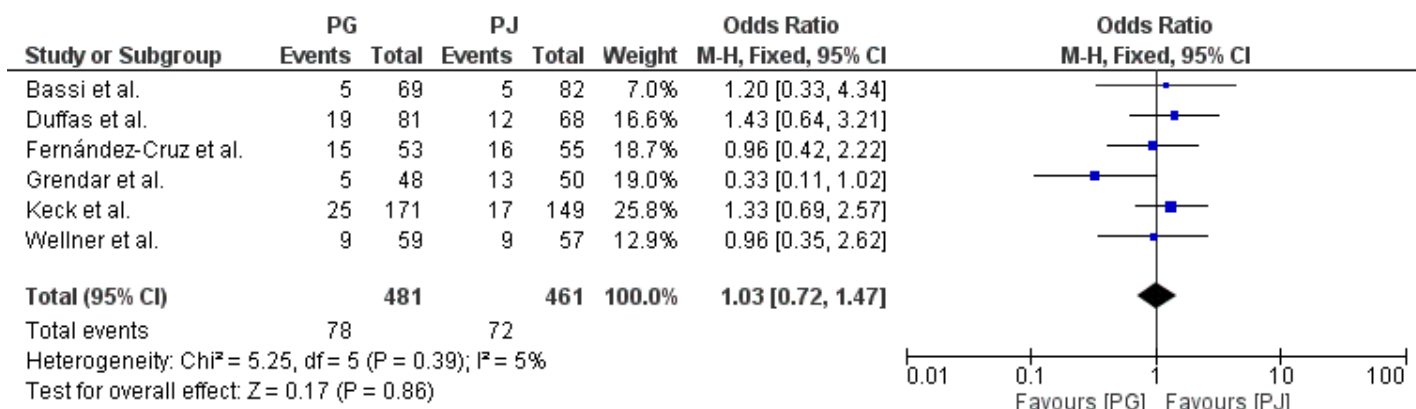 PG PJ Odds Ratio Odds Ratio
Study or Subgroup Events Total Events Total Weight M-H, Fixed, 95% CI M-H, Fixed, 95% CI
Bassi et al. 5 69 5 82 7.0% 1.20 [0.33, 4.34]
Duffas et al. 19 81 12 68 16.6% 1.43 [0.64, 3.21]
Fernández-Cruz et al. 15 53 16 55 18.7% 0.96 [0.42, 2.22]
Grendar et al. 5 48 13 50 19.0% 0.33 [0.11, 1.02]
Keck et al. 25 171 17 149 25.8% 1.33 [0.69, 2.57]
Wellner et al. 9 59 9 57 12.9% 0.96 [0.35, 2.62]
Total (95% CI) 481 461 100.0% 1.03 [0.72, 1.47]
Total events 78 72
Heterogeneity: Chi² = 5.25, df = 5 (P = 0.39); I² = 5%
Test for overall effect: Z = 0.17 (P = 0.86)
0.01 0.1 1 10 100
Favours [PG] Favours [PJ]